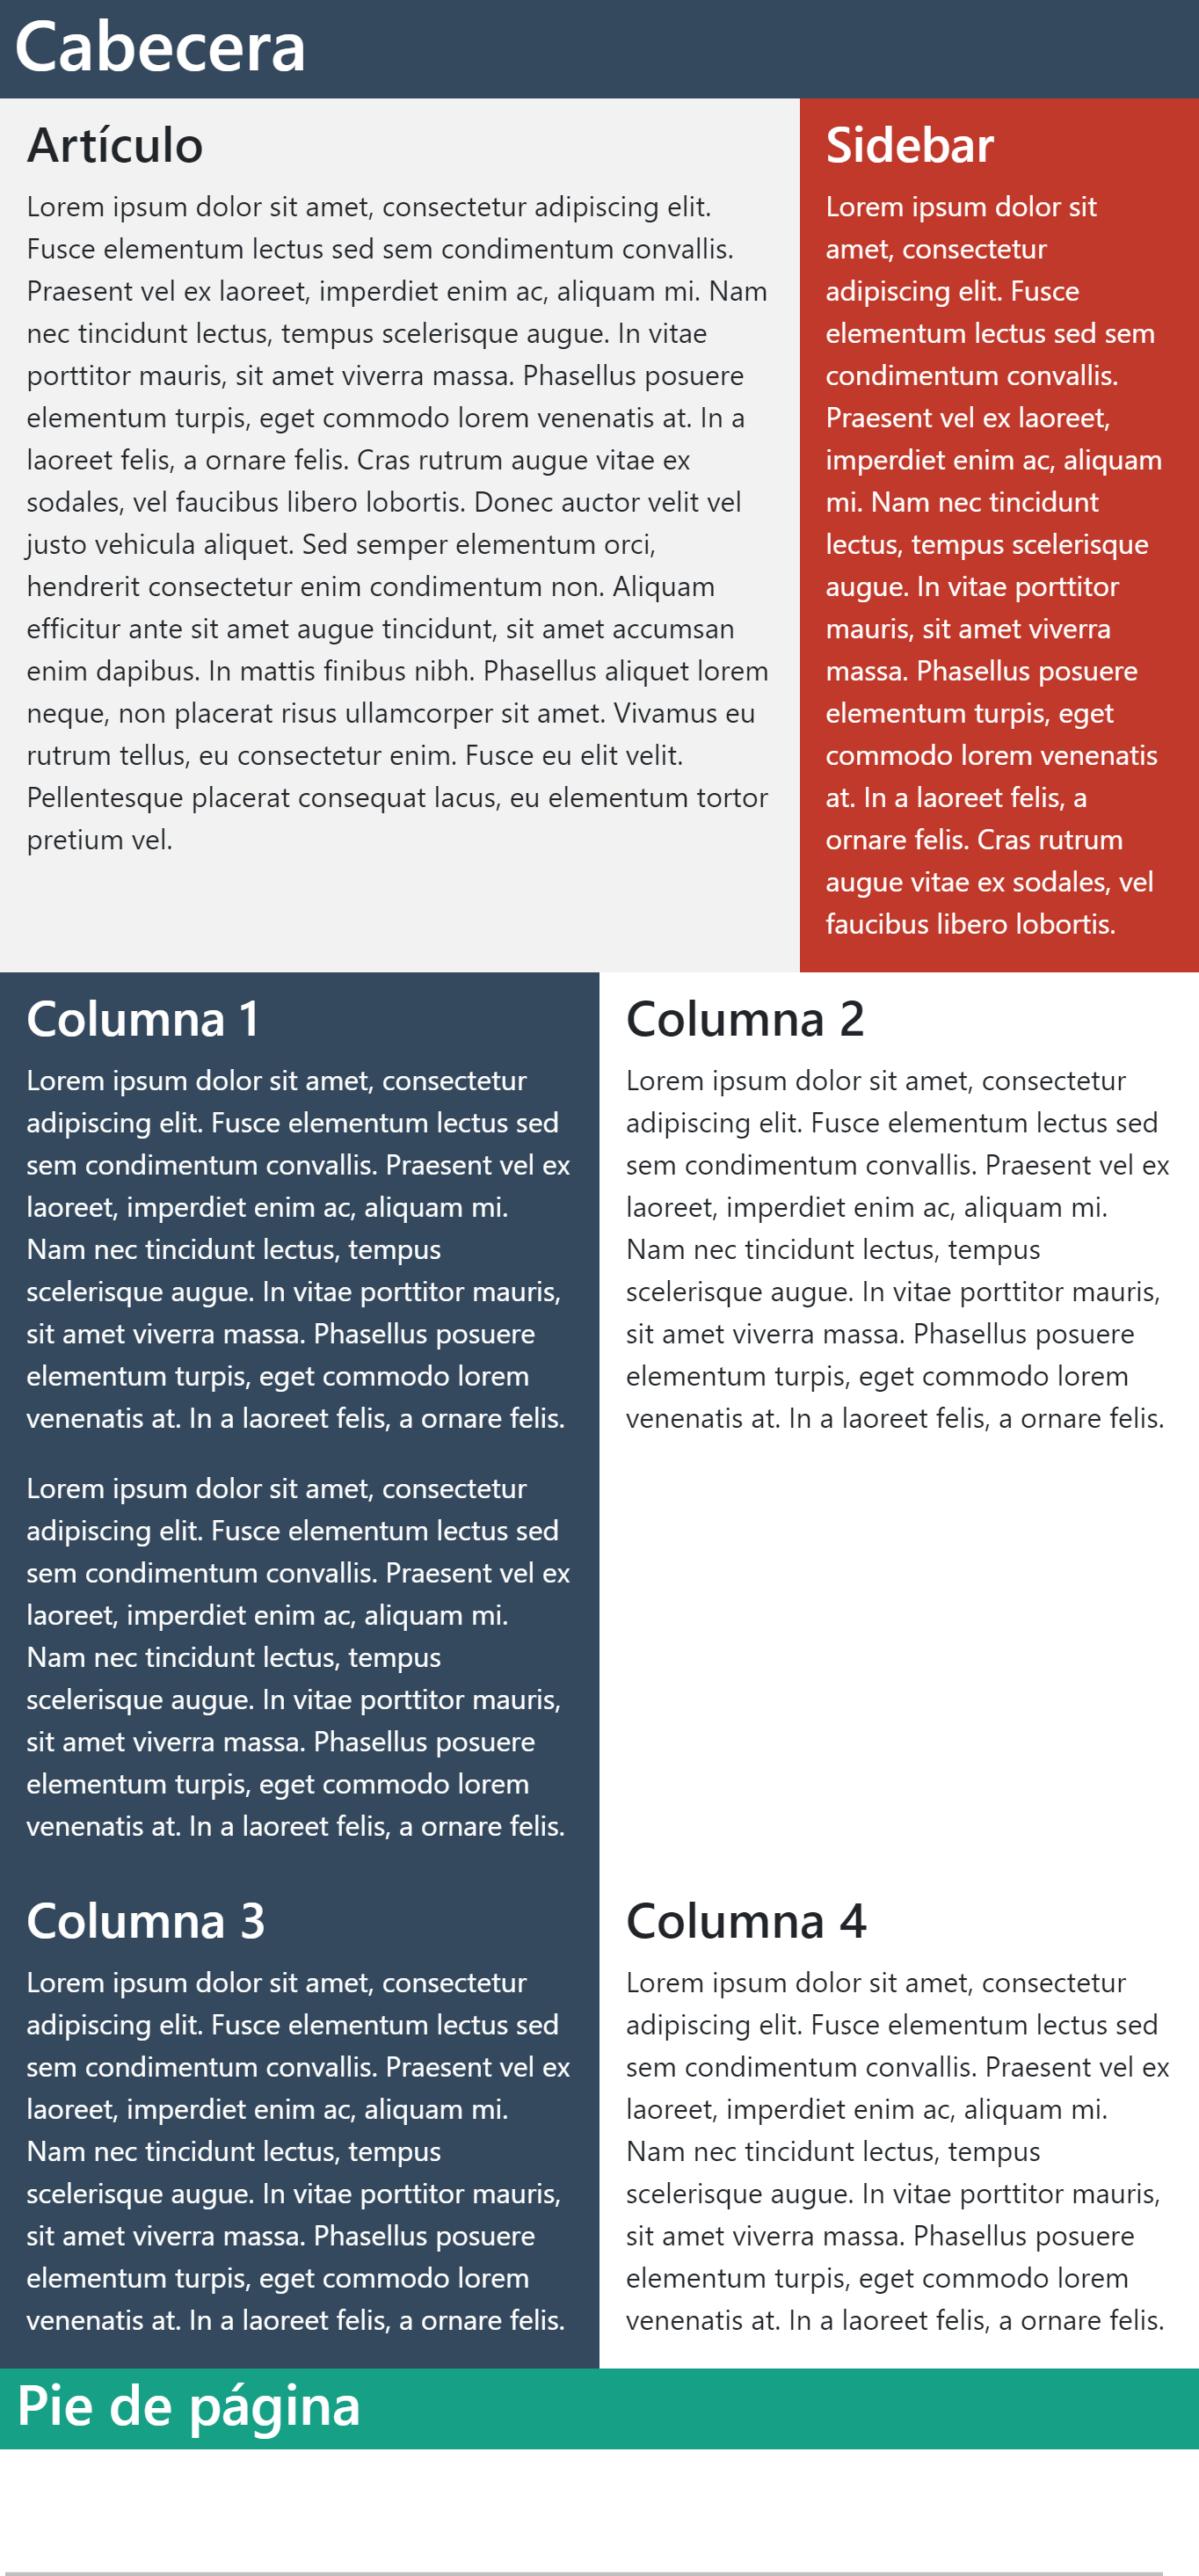 Cabecera
Artículo
Lorem ipsum dolor sit amet, consectetur adipiscing elit.
Fusce elementum lectus sed sem condimentum convallis.
Praesent vel ex laoreet, imperdiet enim ac, aliquam mi. Nam
nec tincidunt lectus, tempus scelerisque augue. In vitae
porttitor mauris, sit amet viverra massa. Phasellus posuere
elementum turpis, eget commodo lorem venenatis at. In a
laoreet felis, a ornare felis. Cras rutrum augue vitae ex
sodales, vel faucibus libero lobortis. Donec auctor velit vel
justo vehicula aliquet. Sed semper elementum orci,
hendrerit consectetur enim condimentum non. Aliquam
efficitur ante sit amet augue tincidunt, sit amet accumsan
enim dapibus. In mattis finibus nibh. Phasellus aliquet lorem
neque, non placerat risus ullamcorper sit amet. Vivamus eu
rutrum tellus, eu consectetur enim. Fusce eu elit velit.
Pellentesque placerat consequat lacus, eu elementum tortor
pretium vel.
Sidebar
Lorem ipsum dolor sit
amet, consectetur
adipiscing elit. Fusce
elementum lectus sed sem
condimentum convallis.
Praesent vel ex laoreet,
imperdiet enim ac, aliquam
mi. Nam nec tincidunt
lectus, tempus scelerisque
augue. In vitae porttitor
mauris, sit amet viverra
massa. Phasellus posuere
elementum turpis, eget
commodo lorem venenatis
at. In a laoreet felis, a
ornare felis. Cras rutrum
augue vitae ex sodales, vel
faucibus libero lobortis.
Columna 1
Lorem ipsum dolor sit amet, consectetur
adipiscing elit. Fusce elementum lectus sed
sem condimentum convallis. Praesent vel ex
laoreet, imperdiet enim ac, aliquam mi.
Nam nec tincidunt lectus, tempus
scelerisque augue. In vitae porttitor mauris,
sit amet viverra massa. Phasellus posuere
elementum turpis, eget commodo lorem
venenatis at. In a laoreet felis, a ornare felis.
Lorem ipsum dolor sit amet, consectetur
adipiscing elit. Fusce elementum lectus sed
sem condimentum convallis. Praesent vel ex
laoreet, imperdiet enim ac, aliquam mi.
Nam nec tincidunt lectus, tempus
scelerisque augue. In vitae porttitor mauris,
sit amet viverra massa. Phasellus posuere
elementum turpis, eget commodo lorem
venenatis at. In a laoreet felis, a ornare felis.
Columna 2
Lorem ipsum dolor sit amet, consectetur
adipiscing elit. Fusce elementum lectus sed
sem condimentum convallis. Praesent vel ex
laoreet, imperdiet enim ac, aliquam mi.
Nam nec tincidunt lectus, tempus
scelerisque augue. In vitae porttitor mauris,
sit amet viverra massa. Phasellus posuere
elementum turpis, eget commodo lorem
venenatis at. In a laoreet felis, a ornare felis.
Columna 3
Lorem ipsum dolor sit amet, consectetur
adipiscing elit. Fusce elementum lectus sed
sem condimentum convallis. Praesent vel ex
laoreet, imperdiet enim ac, aliquam mi.
Nam nec tincidunt lectus, tempus
scelerisque augue. In vitae porttitor mauris,
sit amet viverra massa. Phasellus posuere
elementum turpis, eget commodo lorem
venenatis at. In a laoreet felis, a ornare felis.
Columna 4
Lorem ipsum dolor sit amet, consectetur
adipiscing elit. Fusce elementum lectus sed
sem condimentum convallis. Praesent vel ex
laoreet, imperdiet enim ac, aliquam mi.
Nam nec tincidunt lectus, tempus
scelerisque augue. In vitae porttitor mauris,
sit amet viverra massa. Phasellus posuere
elementum turpis, eget commodo lorem
venenatis at. In a laoreet felis, a ornare felis.
Pie de página